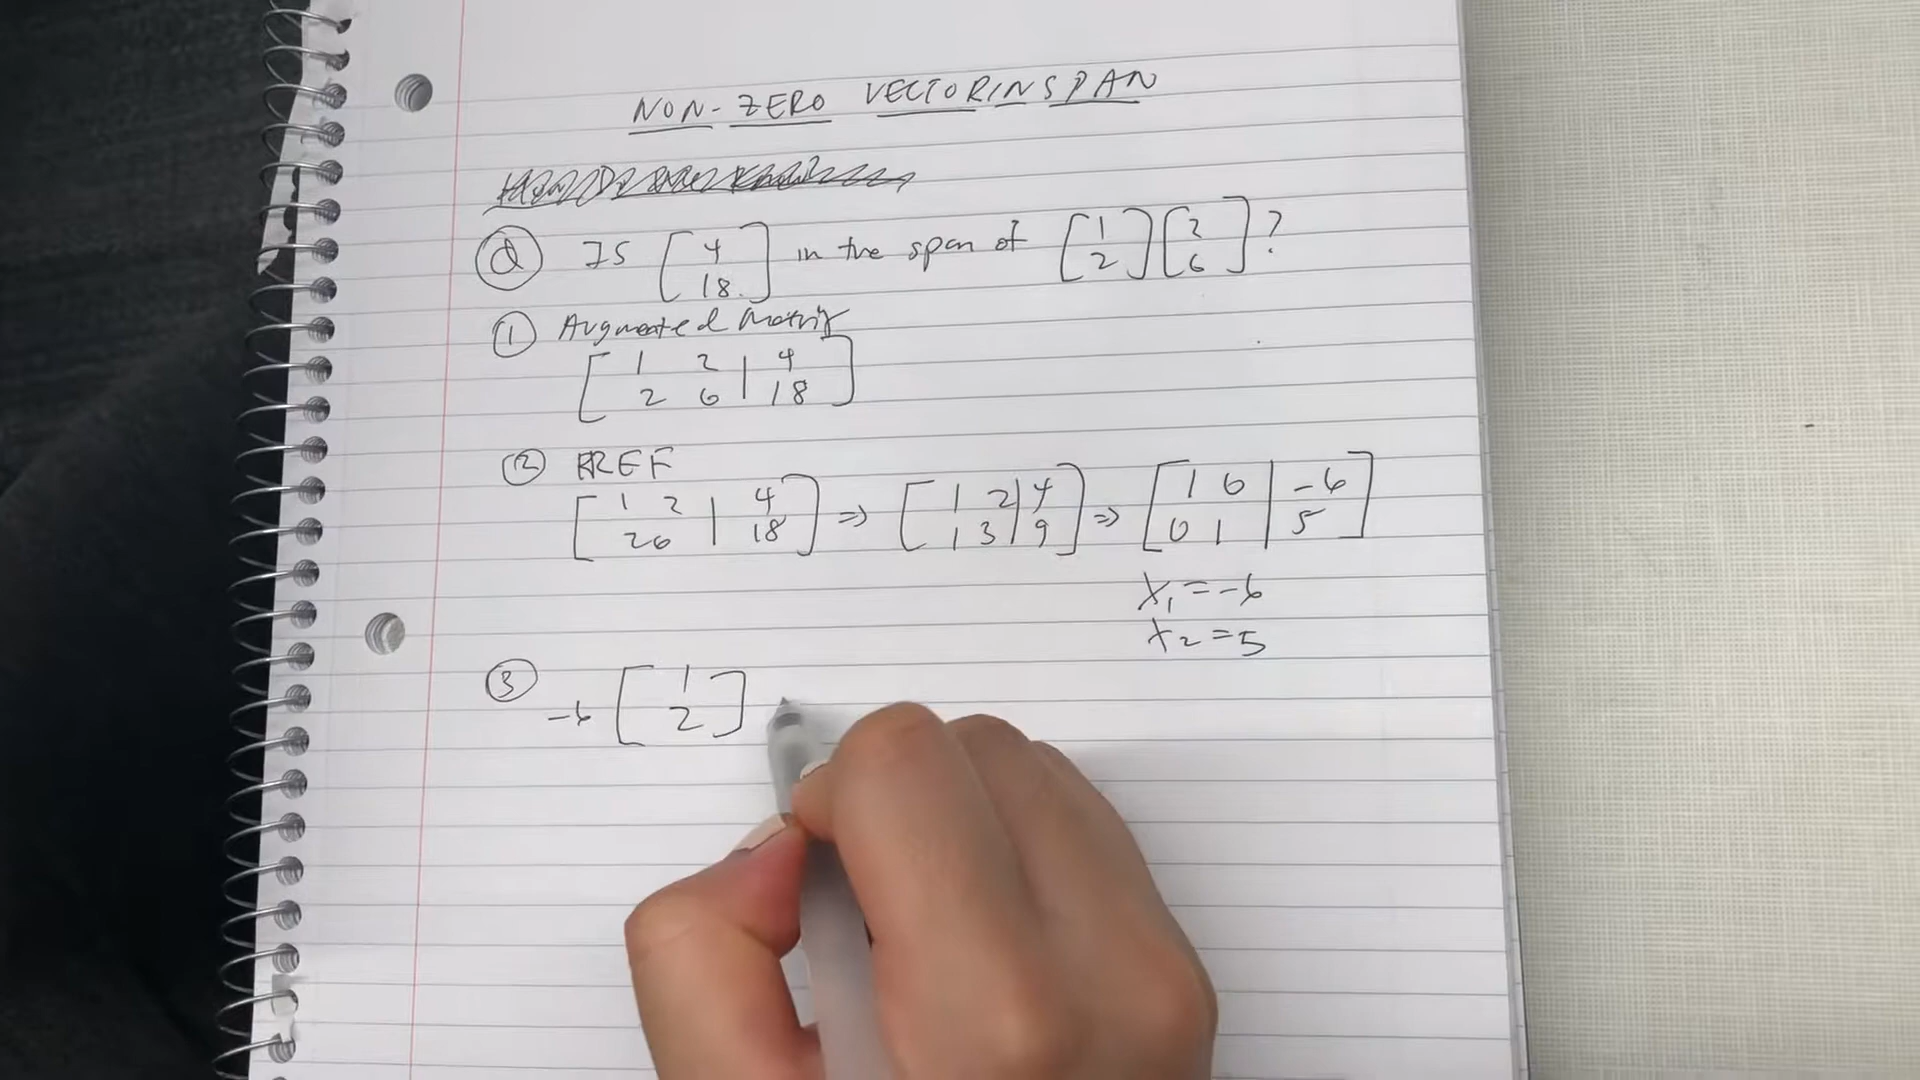 NON-ZERO VECTOR IN SPAN
Q IS [4 18] in the span of [1 2] [2 6]?
① Augmented Matrix
[1 2 | 4
2 6 | 18]
② RREF
[1 2 | 4 ⇒ [1 2 | 4 ⇒ [1 0 | -6
2 6 | 18] 1 3 | 9] 0 1 | 5]
x₁ = -6
x₂ = 5
③ -6 [1 2]